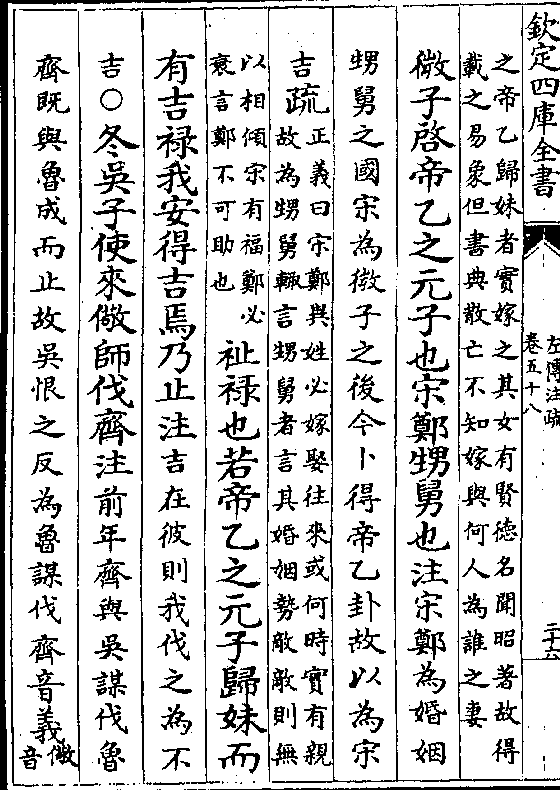 欽定四庫全書
左傳注疏
卷五十八
二十六
之帝乙歸妹者實嫁之其女有賢德名聞昭著故得
載之易象但書典散亡不知嫁與何人為誰之妻
微子啓帝乙之元子也宋鄭甥舅也注宋鄭為婚姻
甥舅之國宋為微子之後今卜得帝乙卦故以為宋
吉疏
正義曰宋鄭與姓必嫁娶往來或何時實有親
故為甥舅輙言甥舅者言其婚姻勢敵敵則無
以相傾宋有福鄭必
衰言鄭不可助也
祉祿也若帝乙之元子歸妹而
有吉祿我安得吉焉乃止注吉在彼則我伐之為不
吉○冬吳子使來儆師伐齊注前年齊與吳謀伐魯
齊既與魯成而止故吳恨之反為魯謀伐齊音義
儆
音